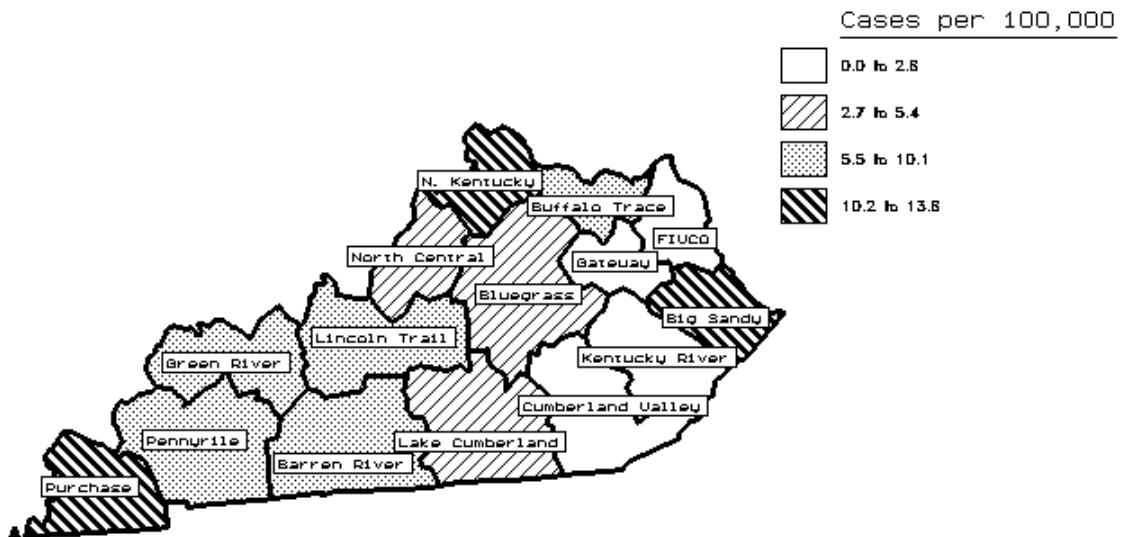 Cases per 100,000
0.0 to 2.6
2.7 to 5.4
5.5 to 10.1
10.2 to 13.6
N. Kentucky
Buffalo Trace
FIVCO
North Central
Gateway
Bluegrass
Big Sandy
Lincoln Trail
Green River
Kentucky River
Cumberland Valley
Pennyrile
Lake Cumberland
Barren River
Purchase